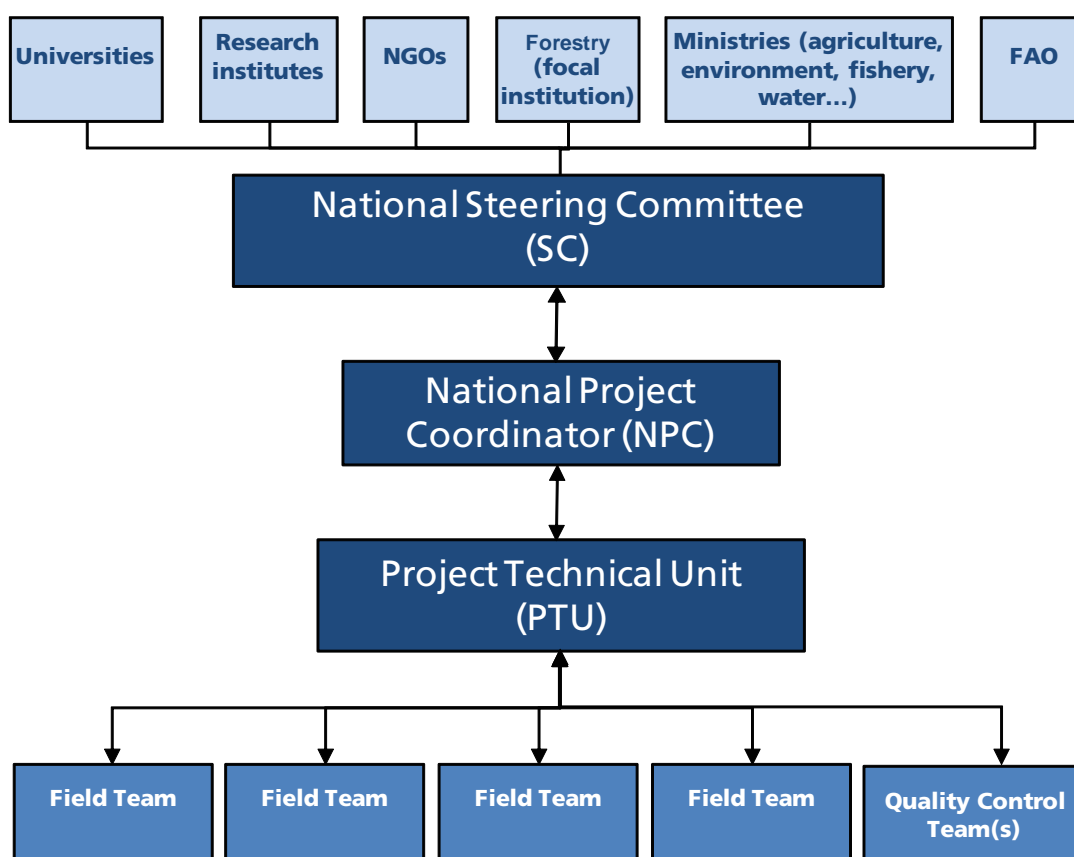 Universities
Research
institutes
NGOs
Forestry
(focal
institution)
Ministries (agriculture,
environment, fishery,
water...)
FAO
National Steering Committee
(SC)
National Project
Coordinator (NPC)
Project Technical Unit
(PTU)
Field Team
Field Team
Field Team
Field Team
Quality Control
Team(s)